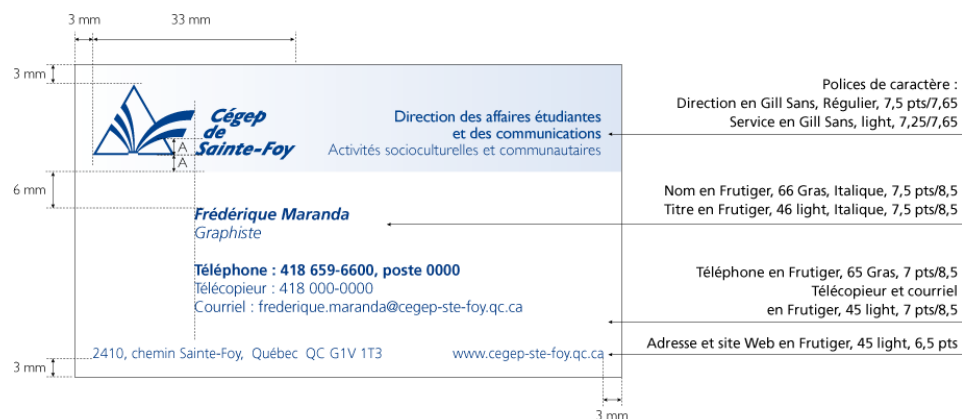 3 mm
33 mm
3 mm
Cégep
de
Sainte-Foy
A
A
Direction des affaires étudiantes
et des communications
Activités socioculturelles et communautaires
Polices de caractère :
Direction en Gill Sans, Régulier, 7,5 pts/7,65
Service en Gill Sans, light, 7,25/7,65
6 mm
Frédérique Maranda
Graphiste
Nom en Frutiger, 66 Gras, Italique, 7,5 pts/8,5
Titre en Frutiger, 46 light, Italique, 7,5 pts/8,5
Téléphone : 418 659-6600, poste 0000
Télécopieur : 418 000-0000
Courriel : frederique.maranda@cegep-ste-foy.qc.ca
Téléphone en Frutiger, 65 Gras, 7 pts/8,5
Télécopieur et courriel
en Frutiger, 45 light, 7 pts/8,5
2410, chemin Sainte-Foy, Québec QC G1V 1T3
www.cegep-ste-foy.qc.ca
Adresse et site Web en Frutiger, 45 light, 6,5 pts
3 mm
3 mm